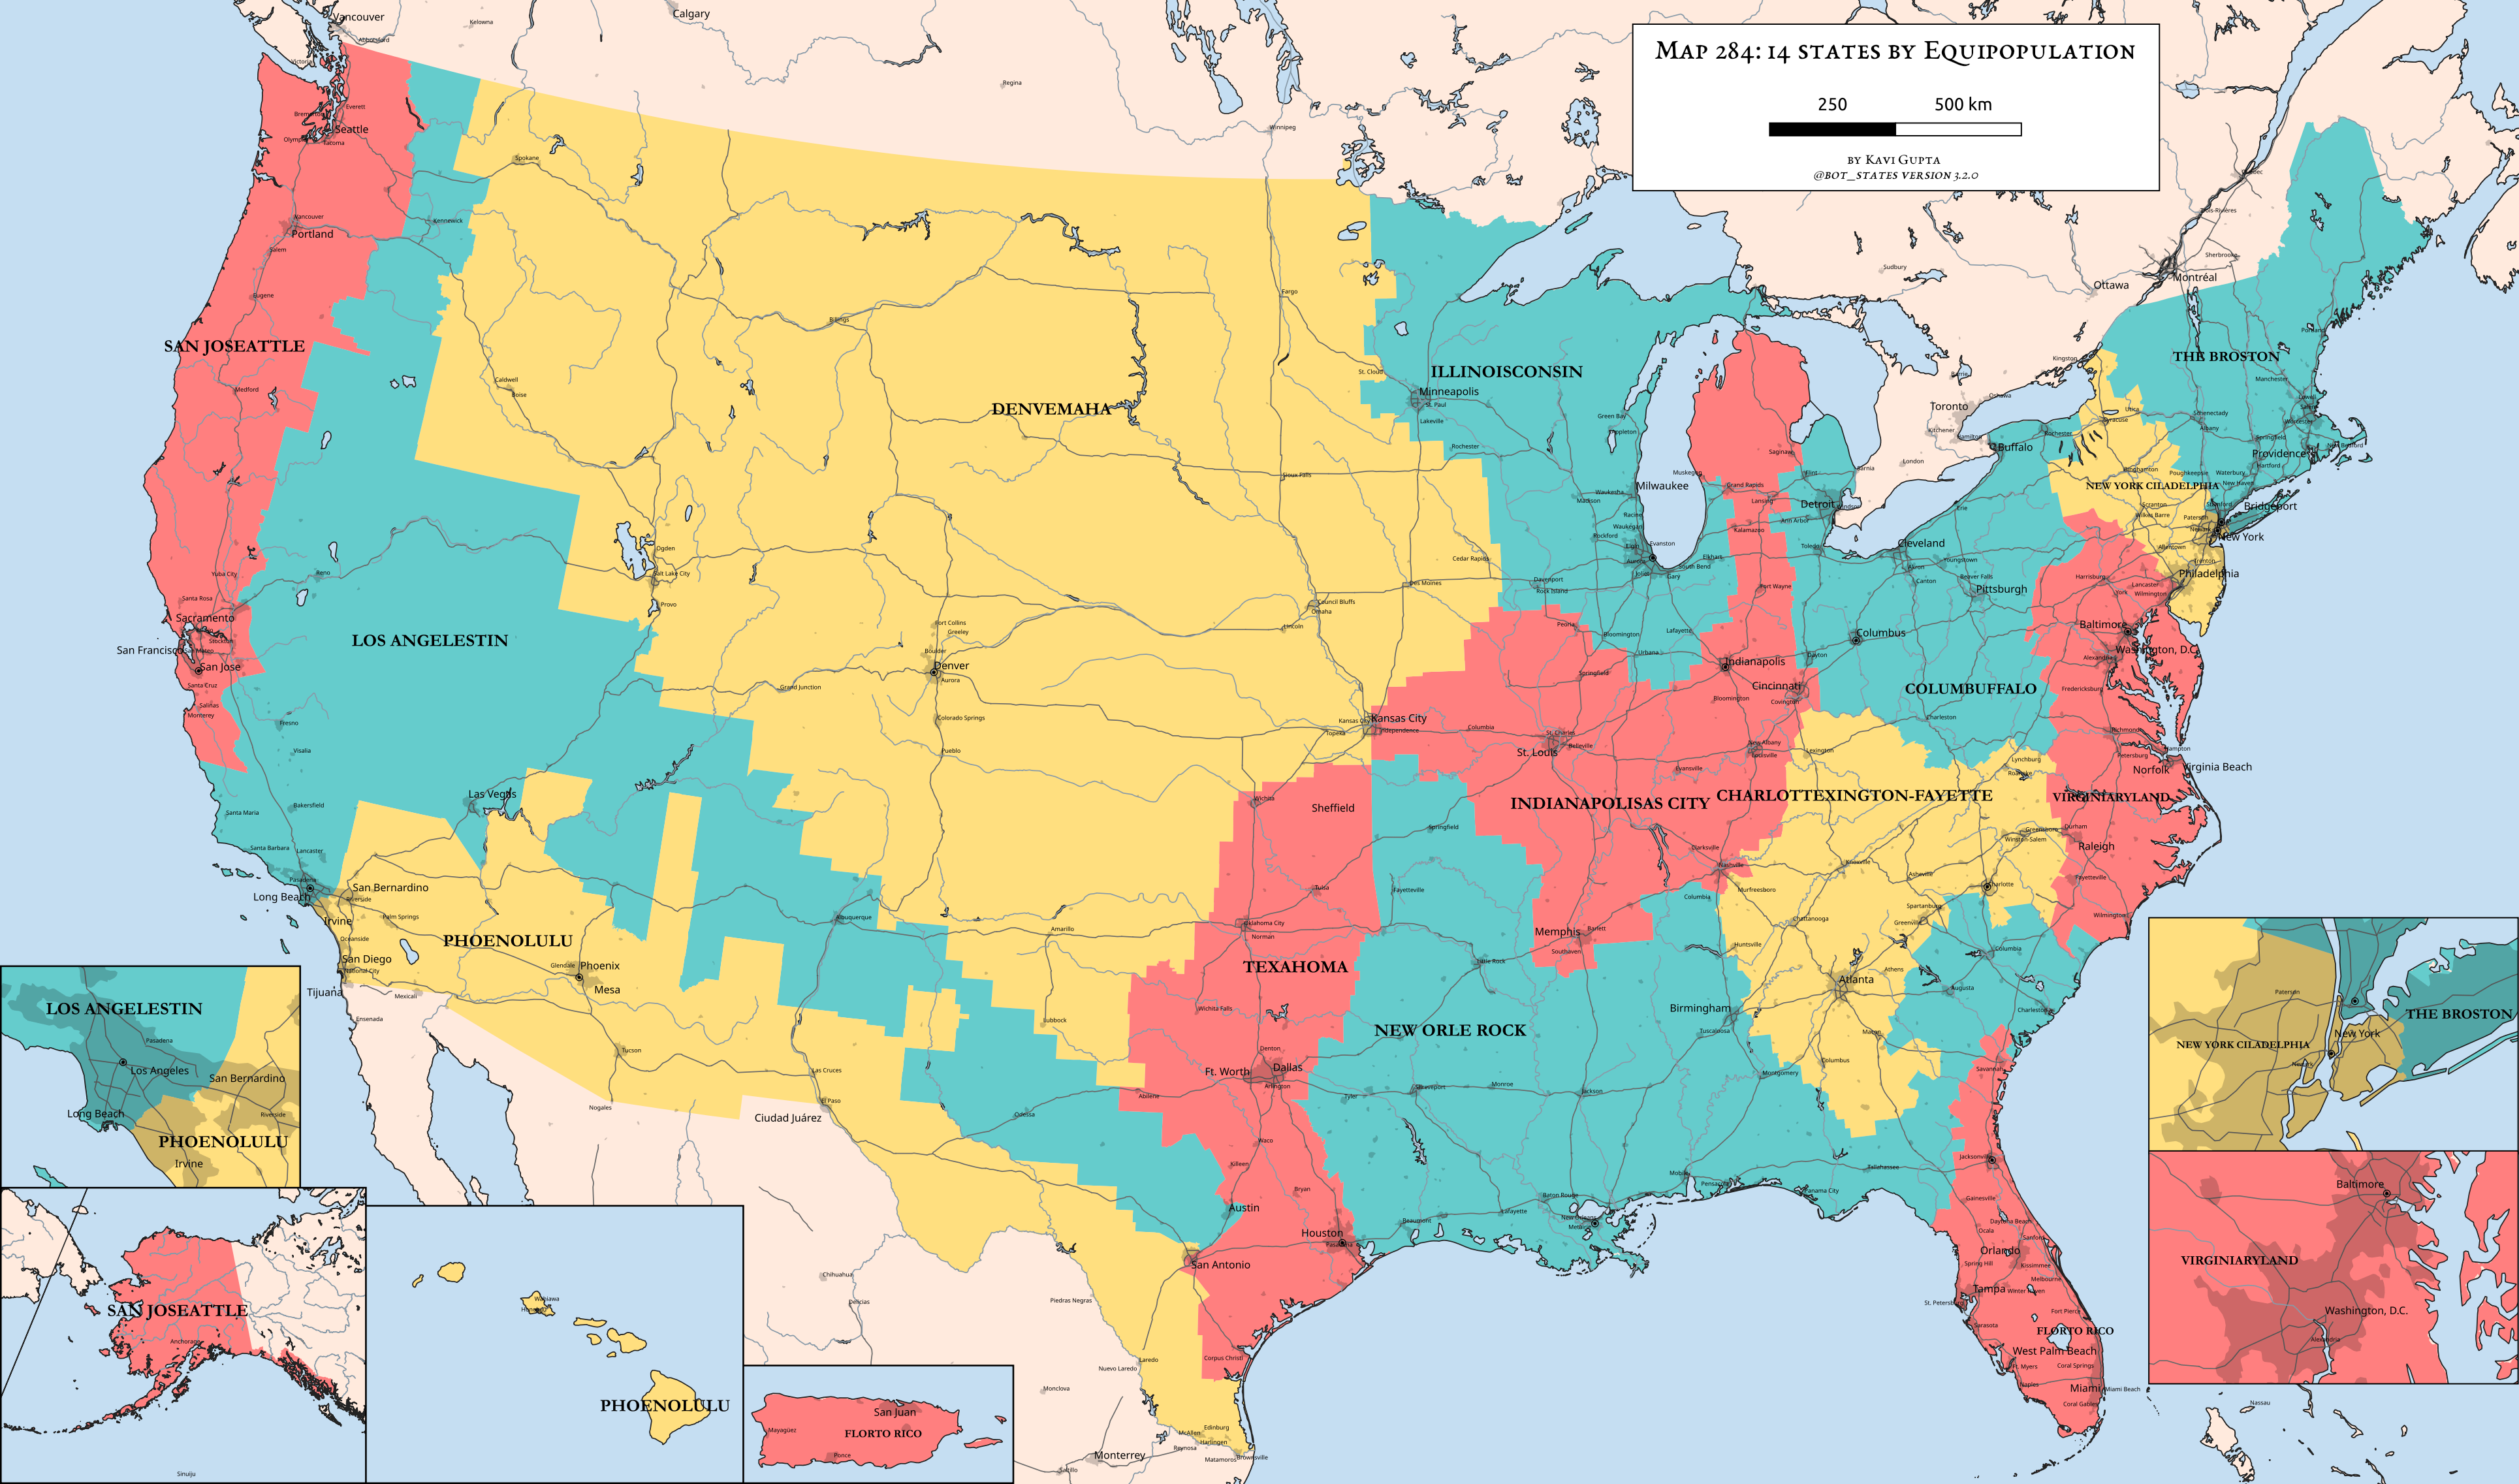 Map 284: 14 states by Equipopulation
250 500 km
by Kavi Gupta
@bot_states version 3.2.0
Vancouver
Abbotsford
Kelowna
Calgary
Regina
Winnipeg
Victoria
Everett
Seattle
Tacoma
Spokane
Kennewick
Vancouver
Portland
Salem
Eugene
SAN JOSEATTLE
Medford
Caldwell
Boise
Billings
Fargo
DENVEMAHA
St. Cloud
Minneapolis
St. Paul
Lakeville
Rochester
Sioux Falls
ILLINOISCONSIN
Green Bay
Appleton
Milwaukee
Waukesha
Madison
Racine
Waukegan
Rockford
Evanston
Elgin
Aurora
Joliet
Gary
South Bend
Elkhart
Cedar Rapids
Davenport
Rock Island
Des Moines
Council Bluffs
Omaha
Lincoln
Sudbury
Ottawa
Montréal
Sherbrooke
Trois-Rivières
Quebec
Kingston
Barrie
Oshawa
Toronto
Kitchener
Hamilton
London
Sarnia
Buffalo
Rochester
Syracuse
Utica
Schenectady
Albany
THE BROSTON
Portland
Manchester
Lowell
Worcester
Springfield
Providence
New Bedford
Hartford
Waterbury
New Haven
Poughkeepsie
Binghamton
NEW YORK CILADELPHIA
Scranton
Wilkes Barre
Stamford
Bridgeport
Paterson
Newark
New York
Allentown
Trenton
Philadelphia
Muskegon
Grand Rapids
Saginaw
Flint
Lansing
Detroit
Windsor
Ann Arbor
Kalamazoo
Toledo
Erie
Cleveland
Akron
Youngstown
Canton
Beaver Falls
Pittsburgh
Harrisburg
Lancaster
York
Wilmington
Baltimore
Washington, D.C.
Alexandria
Fort Wayne
Lafayette
Columbus
Dayton
Indianapolis
Cincinnati
Covington
Bloomington
COLUMBUFFALO
Charleston
Fredericksburg
Richmond
Petersburg
Hampton
Norfolk
Virginia Beach
Lynchburg
Roanoke
VIRGINIARYLAND
Peoria
Bloomington
Urbana
Springfield
Kansas City
Kansas City
Independence
Topeka
Columbia
St. Charles
St. Louis
Belleville
New Albany
Louisville
Lexington
Evansville
INDIANAPOLISAS CITY
CHARLOTTEXINGTON-FAYETTE
Greensboro
Winston-Salem
Durham
Raleigh
Fayetteville
Wilmington
Clarksville
Nashville
Murfreesboro
Columbia
Knoxville
Asheville
Charlotte
Spartanburg
Greenville
Chattanooga
Huntsville
Columbia
Athens
Atlanta
Augusta
Charleston
Macon
Columbus
Savannah
Yuba City
Reno
Santa Rosa
Sacramento
Stockton
San Francisco
San Mateo
San Jose
Santa Cruz
Salinas
Monterey
Fresno
Visalia
LOS ANGELESTIN
Bakersfield
Santa Maria
Santa Barbara
Lancaster
Las Vegas
Ogden
Salt Lake City
Provo
Grand Junction
Fort Collins
Greeley
Boulder
Denver
Aurora
Colorado Springs
Pueblo
Wichita
Sheffield
Springfield
Tulsa
Fayetteville
Oklahoma City
Norman
Amarillo
Albuquerque
Pasadena
Long Beach
San Bernardino
Riverside
Irvine
Palm Springs
Oceanside
San Diego
National City
Tijuana
Mexicali
Ensenada
PHOENOLULU
Glendale
Phoenix
Mesa
Tucson
Nogales
Las Cruces
El Paso
Ciudad Juárez
Lubbock
Wichita Falls
TEXAHOMA
Memphis
Bartlett
Southaven
Little Rock
NEW ORLE ROCK
Birmingham
Tuscaloosa
Montgomery
Denton
Ft. Worth
Dallas
Arlington
Abilene
Odessa
Tyler
Shreveport
Monroe
Jackson
Waco
Killeen
Bryan
Austin
Houston
Pasadena
Beaumont
Lafayette
Baton Rouge
New Orleans
Mobile
Pensacola
Panama City
Tallahassee
Jacksonville
Gainesville
Ocala
Daytona Beach
Sanford
Orlando
Spring Hill
Kissimmee
Melbourne
Tampa
Winter Haven
St. Petersburg
Fort Pierce
Sarasota
FLORTO RICO
West Palm Beach
Ft. Myers
Coral Springs
Naples
Miami
Miami Beach
Coral Gables
Nassau
San Antonio
Corpus Christi
Laredo
Nuevo Laredo
Piedras Negras
Monclova
Chihuahua
Delicias
Edinburg
McAllen
Harlingen
Reynosa
Brownsville
Matamoros
Monterrey
Saltillo
LOS ANGELESTIN
Pasadena
Los Angeles
San Bernardino
Long Beach
Riverside
PHOENOLULU
Irvine
SAN JOSEATTLE
Anchorage
Sinuiju
Wahiawa
Honolulu
PHOENOLULU
San Juan
Mayagüez
FLORTO RICO
Ponce
Paterson
THE BROSTON
New York
NEW YORK CILADELPHIA
Newark
Baltimore
VIRGINIARYLAND
Washington, D.C.
Alexandria